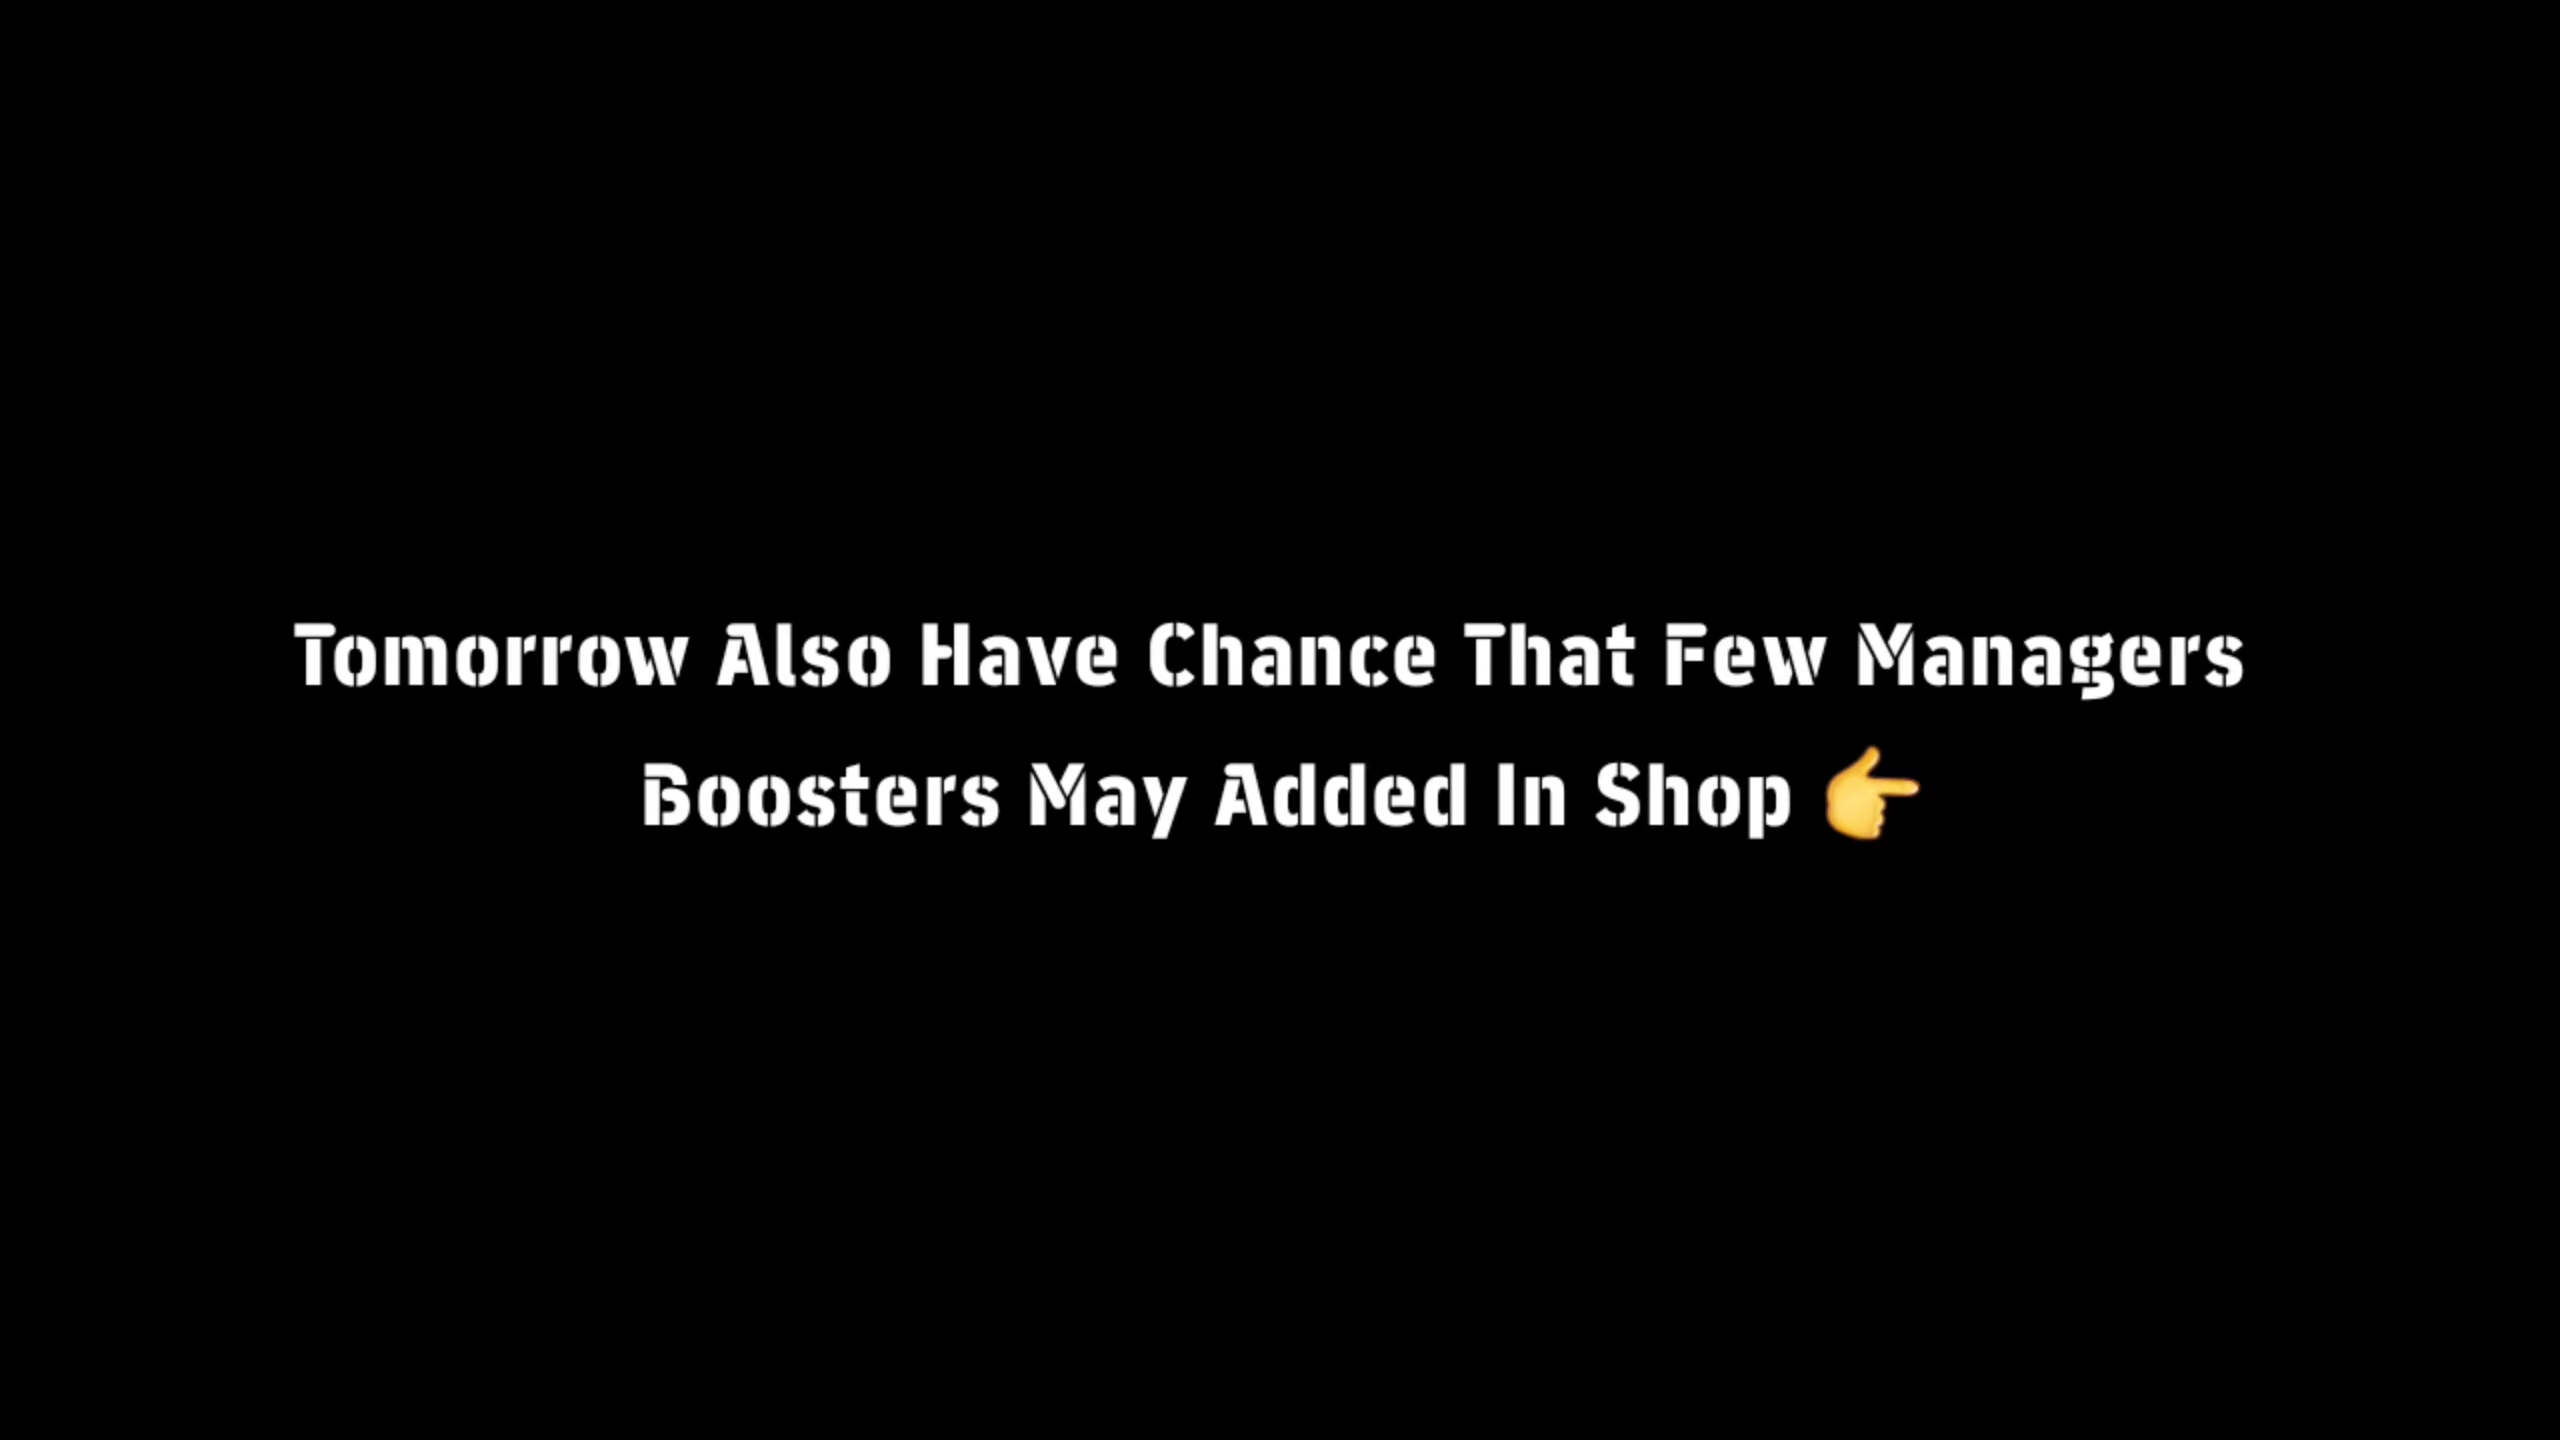 Tomorrow Also Have Chance That Few Managers
Boosters May Added In Shop 👉